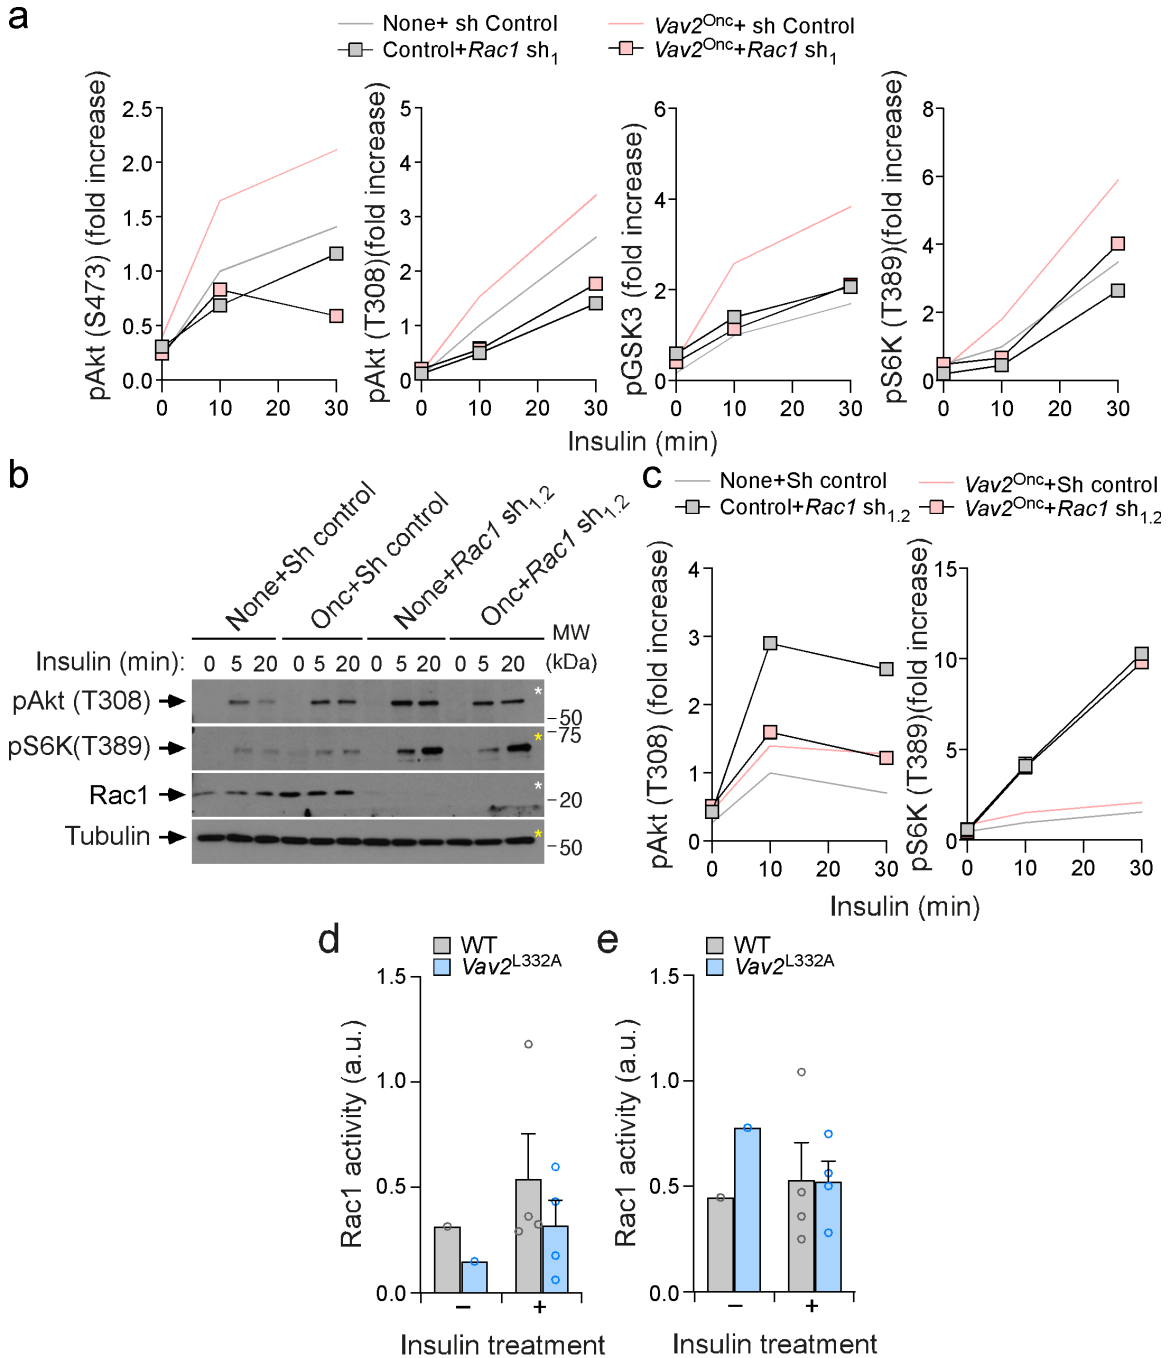 a
None+ sh Control
Vav2Onc+ sh Control
Control+Rac1 sh1
Vav2Onc+Rac1 sh1
pAkt (S473) (fold increase)
2.5
2.0
1.5
1.0
0.5
0.0
0 10 20 30
pAkt (T308)(fold increase)
5
4
3
2
1
0
0 10 20 30
pGSK3 (fold increase)
6
4
2
0
0 10 20 30
pS6K (T389)(fold increase)
8
6
4
2
0
0 10 20 30
Insulin (min)
b
None+Sh control
Onc+Sh control
None+Rac1 sh1.2
Onc+Rac1 sh1.2
MW
(kDa)
Insulin (min): 0 5 20 0 5 20 0 5 20 0 5 20
pAkt (T308)
*
–50
–75
pS6K(T389)
*
Rac1
*
–20
Tubulin
*
–50
c
None+Sh control
Vav2Onc+Sh control
Control+Rac1 sh1.2
Vav2Onc+Rac1 sh1.2
pAkt (T308) (fold increase)
4
3
2
1
0
0 10 20 30
pS6K (T389)(fold increase)
15
10
5
0
0 10 20 30
Insulin (min)
d
WT
Vav2L332A
Rac1 activity (a.u.)
1.5
1.0
0.5
0.0
– +
Insulin treatment
e
WT
Vav2L332A
Rac1 activity (a.u.)
1.5
1.0
0.5
0.0
– +
Insulin treatment